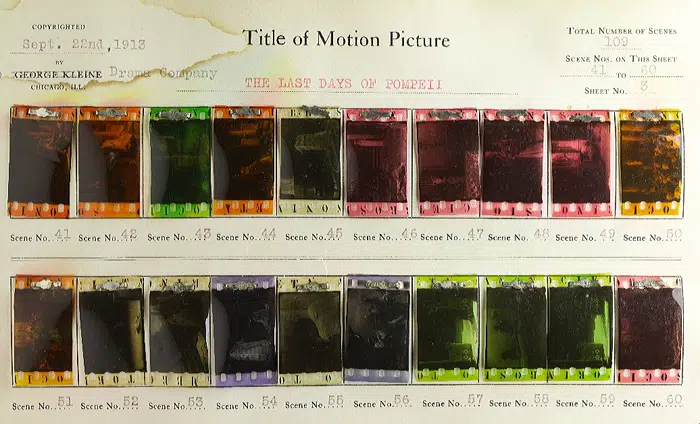 COPYRIGHTED
Sept. 22nd, 1913
BY
GEORGE KLEINE Drama Company
CHICAGO, ILL.
Title of Motion Picture
THE LAST DAYS OF POMPEII
TOTAL NUMBER OF SCENES
109
SCENE NOS. ON THIS SHEET
41 TO 60
SHEET NO. 3
Scene No. 41 Scene No. 42 Scene No. 43 Scene No. 44 Scene No. 45 Scene No. 46 Scene No. 47 Scene No. 48 Scene No. 49 Scene No. 50
Scene No. 51 Scene No. 52 Scene No. 53 Scene No. 54 Scene No. 55 Scene No. 56 Scene No. 57 Scene No. 58 Scene No. 59 Scene No. 60